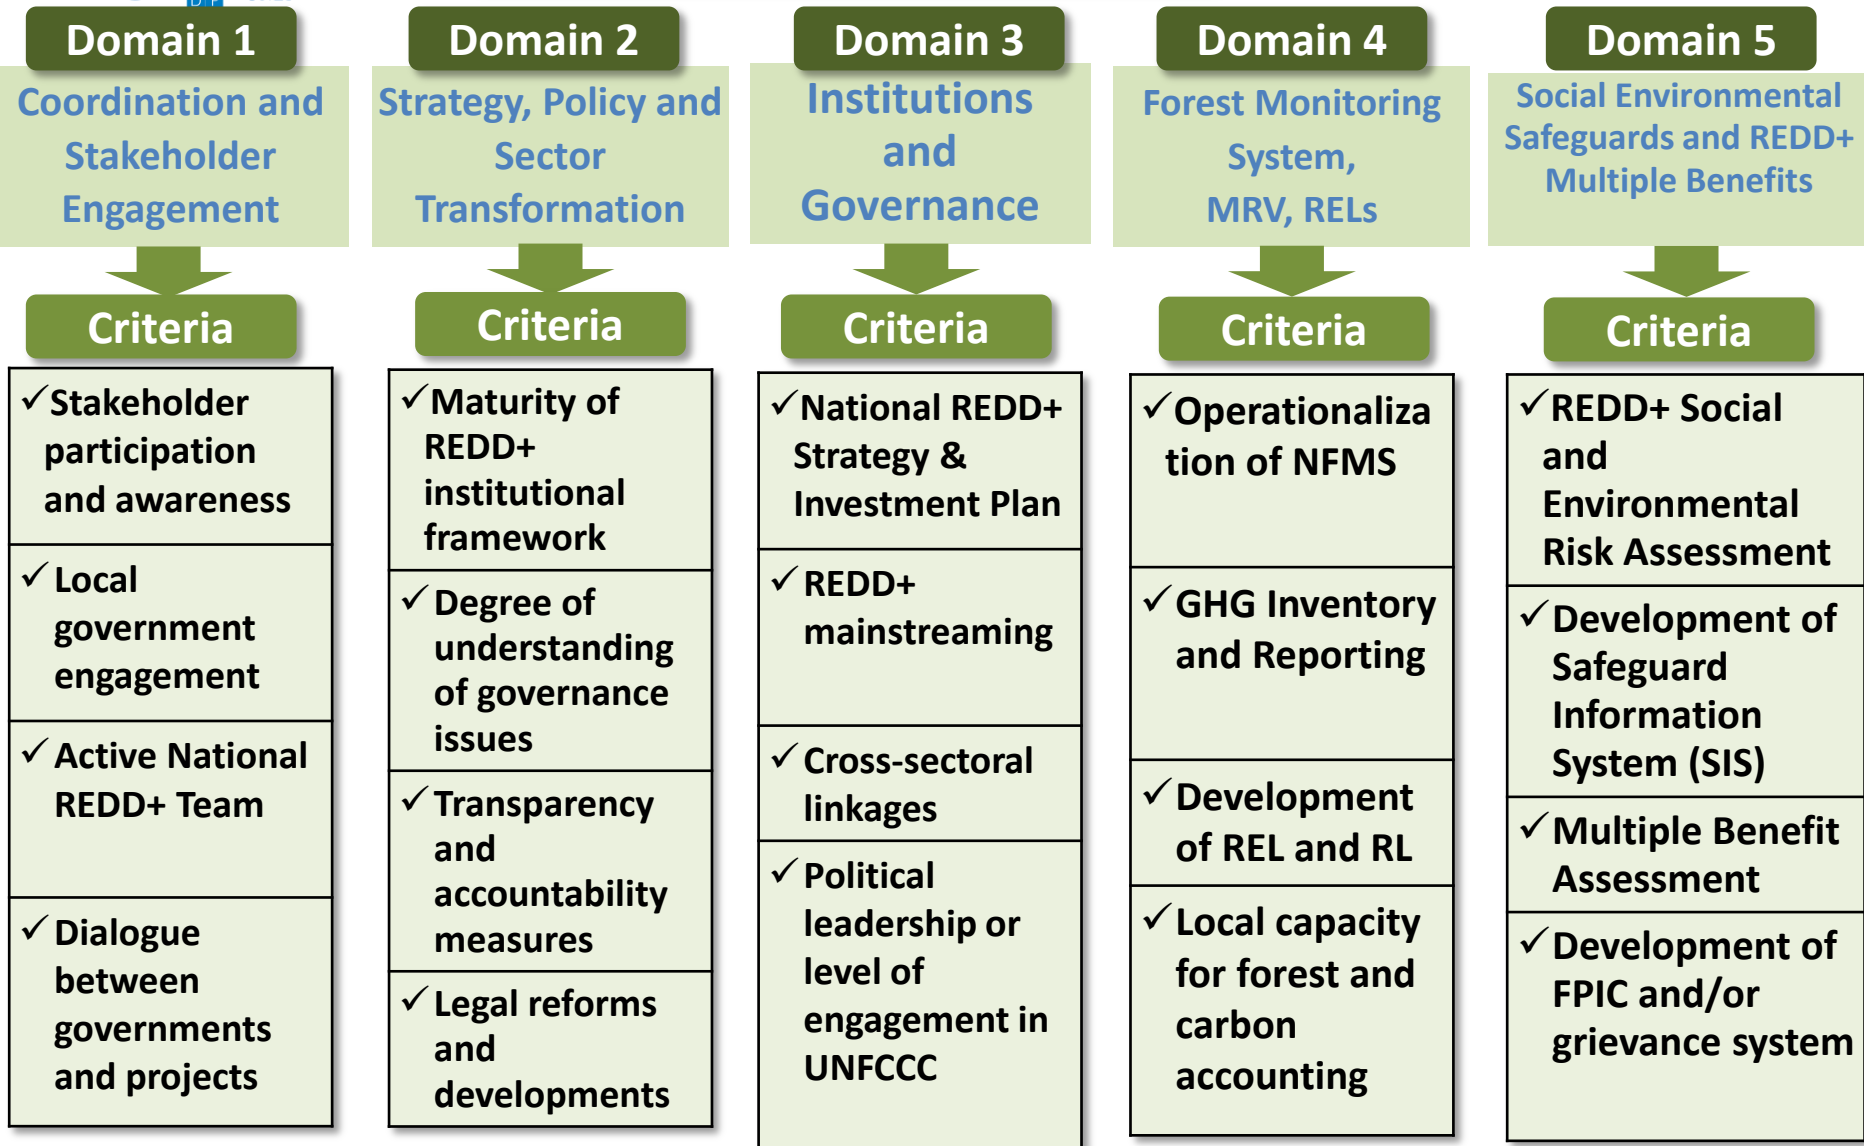 Domain 1
Coordination and
Stakeholder
Engagement
Criteria
✓Stakeholder
participation
and awareness
✓Local
government
engagement
✓Active National
REDD+ Team
✓Dialogue
between
governments
and projects
Domain 2
Strategy, Policy and
Sector
Transformation
Criteria
✓Maturity of
REDD+
institutional
framework
✓Degree of
understanding
of governance
issues
✓Transparency
and
accountability
measures
✓Legal reforms
and
developments
Domain 3
Institutions
and
Governance
Criteria
✓National REDD+
Strategy &
Investment Plan
✓REDD+
mainstreaming
✓Cross-sectoral
linkages
✓Political
leadership or
level of
engagement in
UNFCCC
Domain 4
Forest Monitoring
System,
MRV, RELs
Criteria
✓Operationaliza
tion of NFMS
✓GHG Inventory
and Reporting
✓Development
of REL and RL
✓Local capacity
for forest and
carbon
accounting
Domain 5
Social Environmental
Safeguards and REDD+
Multiple Benefits
Criteria
✓REDD+ Social
and
Environmental
Risk Assessment
✓Development of
Safeguard
Information
System (SIS)
✓Multiple Benefit
Assessment
✓Development of
FPIC and/or
grievance system